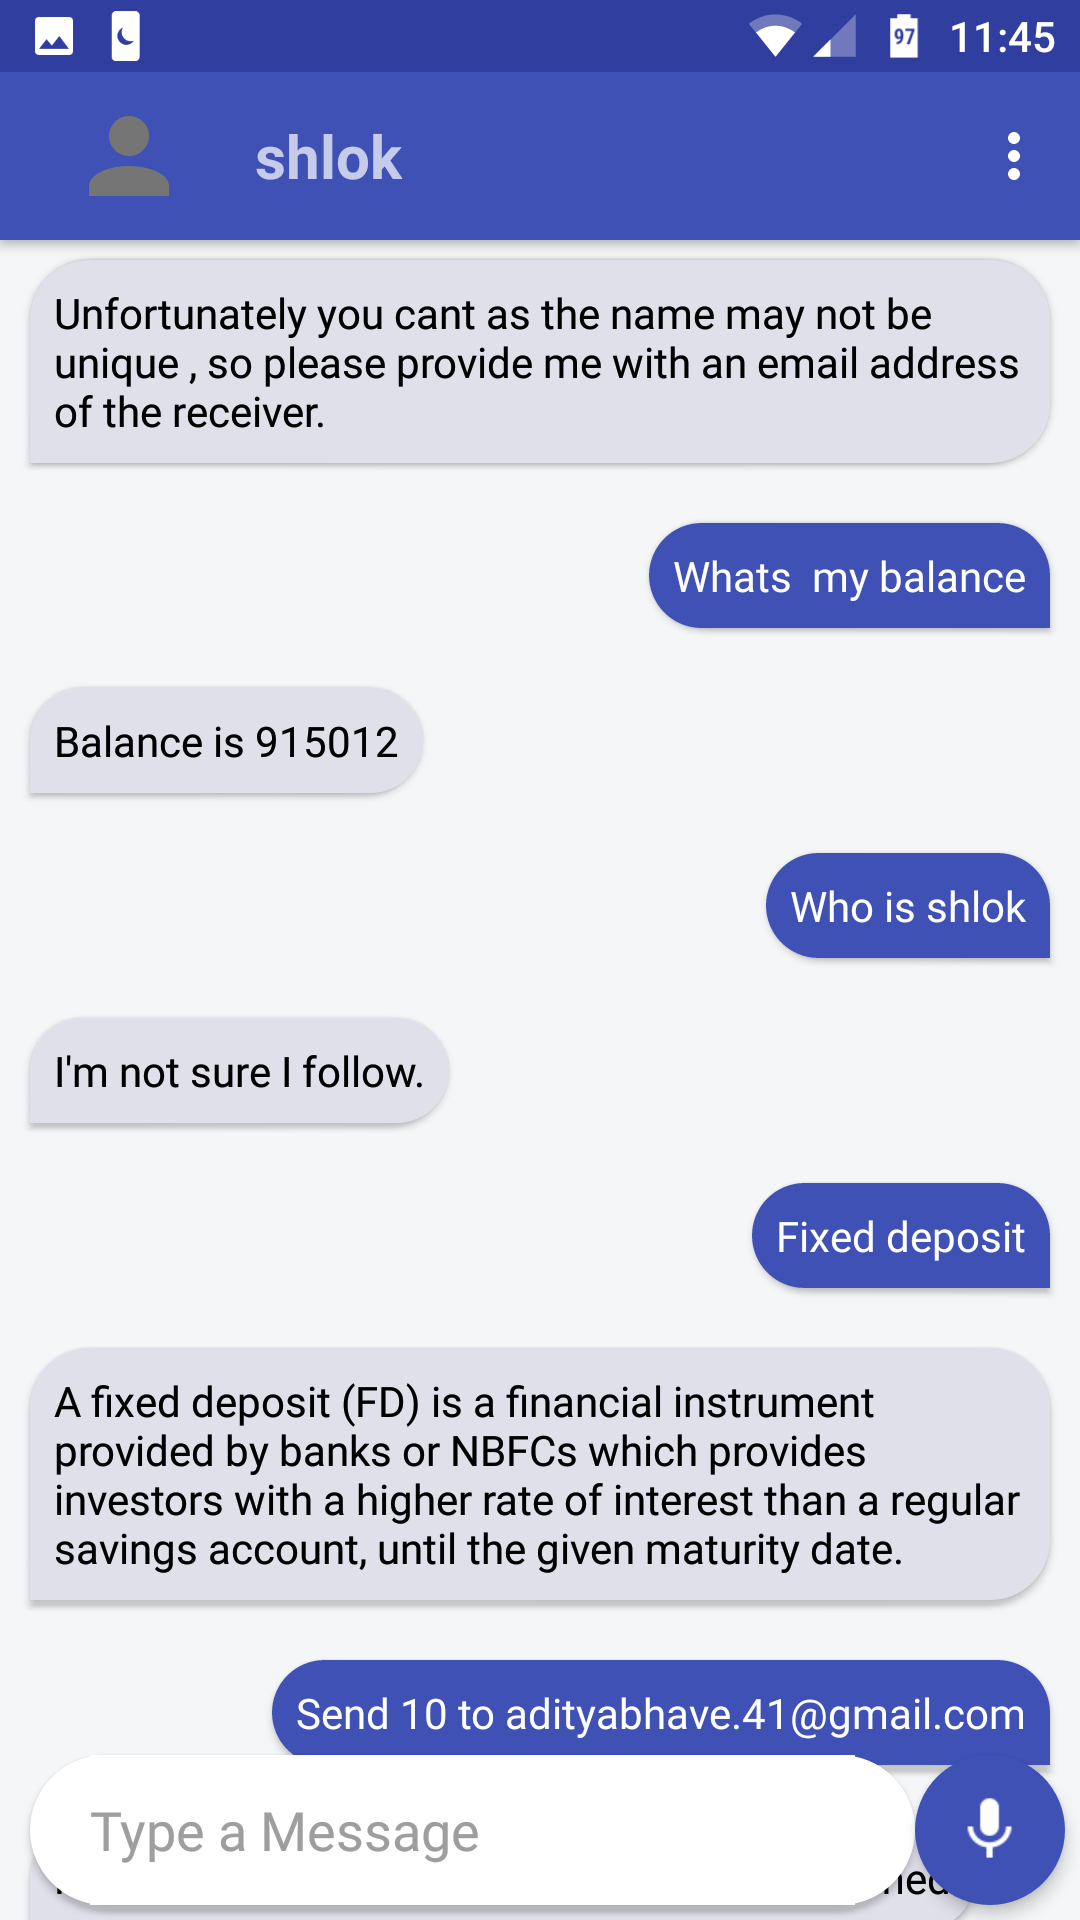 97 11:45
shlok
Unfortunately you cant as the name may not be
unique , so please provide me with an email address
of the receiver.
Whats  my balance
Balance is 915012
Who is shlok
I'm not sure I follow.
Fixed deposit
A fixed deposit (FD) is a financial instrument
provided by banks or NBFCs which provides
investors with a higher rate of interest than a regular
savings account, until the given maturity date.
Send 10 to adityabhave.41@gmail.com
Type a Message